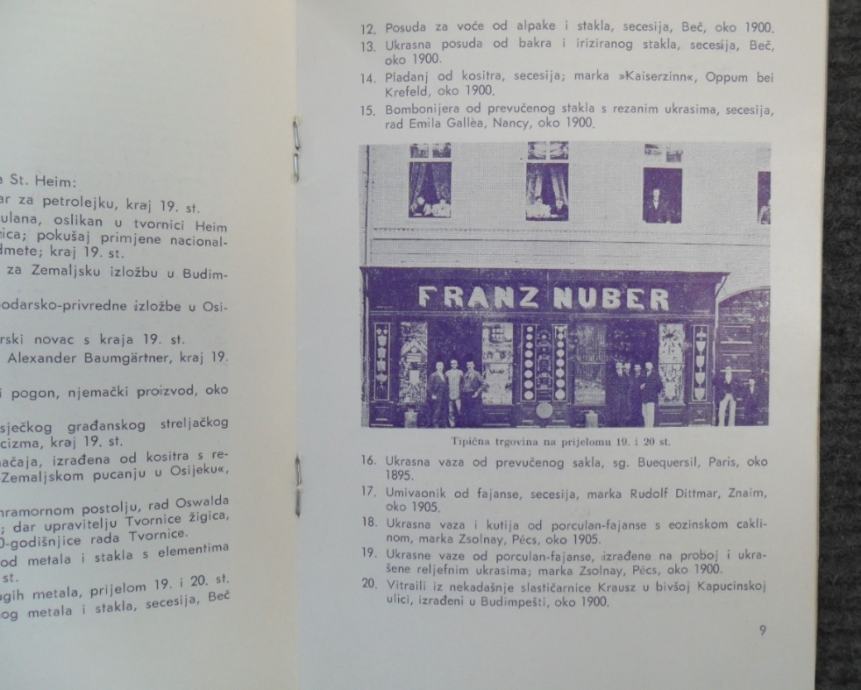 St. Heim:
ar za petrolejku, kraj 19. st.
ulana, oslikan u tvornici Heim
ica; pokušaj primjene nacional-
dmete; kraj 19. st.
za Zemaljsku izložbu u Budim-
podarsko-privredne izložbe u Osi-
rski novac s kraja 19. st.
Alexander Baumgärtner, kraj 19.
i pogon, njemački proizvod, oko
sječkog građanskog streljačkog
cizma, kraj 19. st.
načaja, izrađena od kositra s re-
Zemaljskom pucanju u Osijeku«,
mramornom postolju, rad Oswalda
; dar upravitelju Tvornice žigica,
0-godišnjice rada Tvornice.
od metala i stakla s elementima
st.
ugih metala, prijelom 19. i 20. st.
nog metala i stakla, secesija, Beč
12. Posuda za voće od alpake i stakla, secesija, Beč, oko 1900.
13. Ukrasna posuda od bakra i iriziranog stakla, secesija, Beč,
oko 1900.
14. Pladanj od kositra, secesija; marka »Kaiserzinn«, Oppum bei
Krefeld, oko 1900.
15. Bombonijera od prevučenog stakla s rezanim ukrasima, secesija,
rad Emila Gallèa, Nancy, oko 1900.
FRANZ NUBER
Tipična trgovina na prijelomu 19. i 20 st.
16. Ukrasna vaza od prevučenog sakla, sg. Buequersil, Paris, oko
1895.
17. Umivaonik od fajanse, secesija, marka Rudolf Dittmar, Znaim,
oko 1905.
18. Ukrasna vaza i kutija od porculan-fajanse s eozinskom cakli-
nom, marka Zsolnay, Pécs, oko 1905.
19. Ukrasne vaze od porculan-fajanse, izrađene na proboj i ukra-
šene reljefnim ukrasima; marka Zsolnay, Pécs, oko 1900.
20. Vitraili iz nekadašnje slastičarnice Krausz u bivšoj Kapucinskoj
ulici, izrađeni u Budimpešti, oko 1900.
9